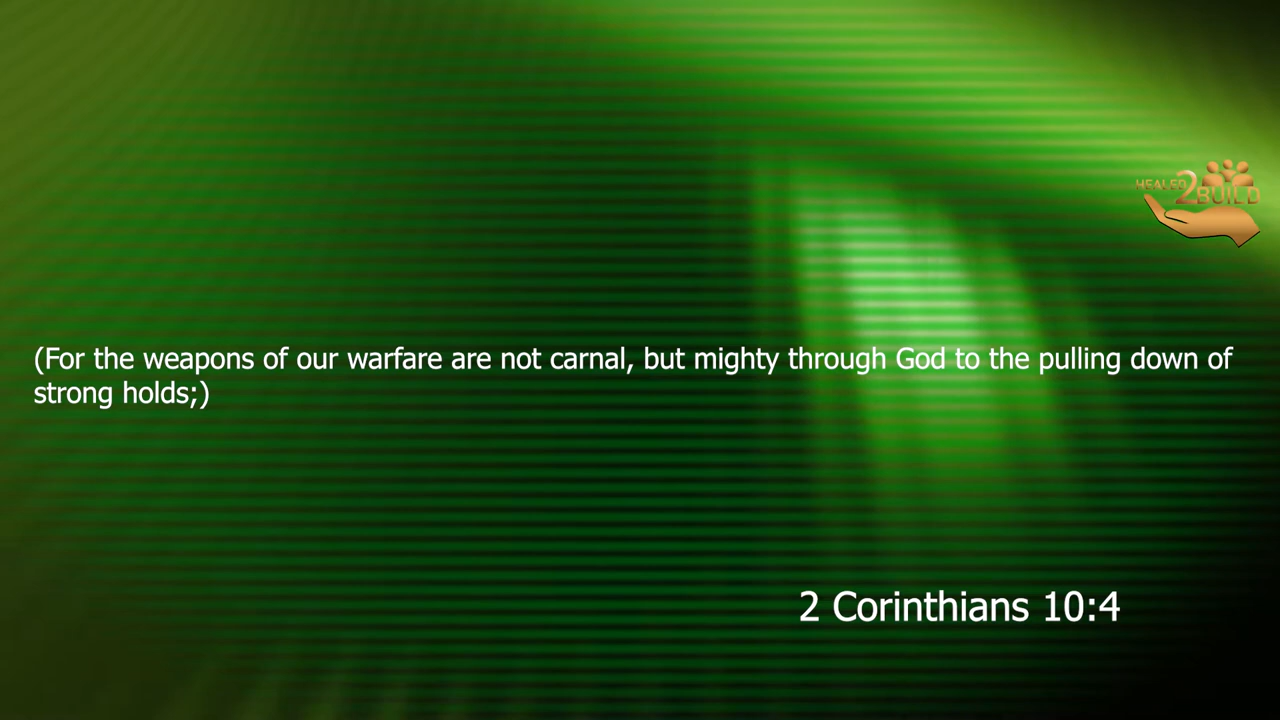 HEALED 2 BUILD
(For the weapons of our warfare are not carnal, but mighty through God to the pulling down of
strong holds;)
2 Corinthians 10:4